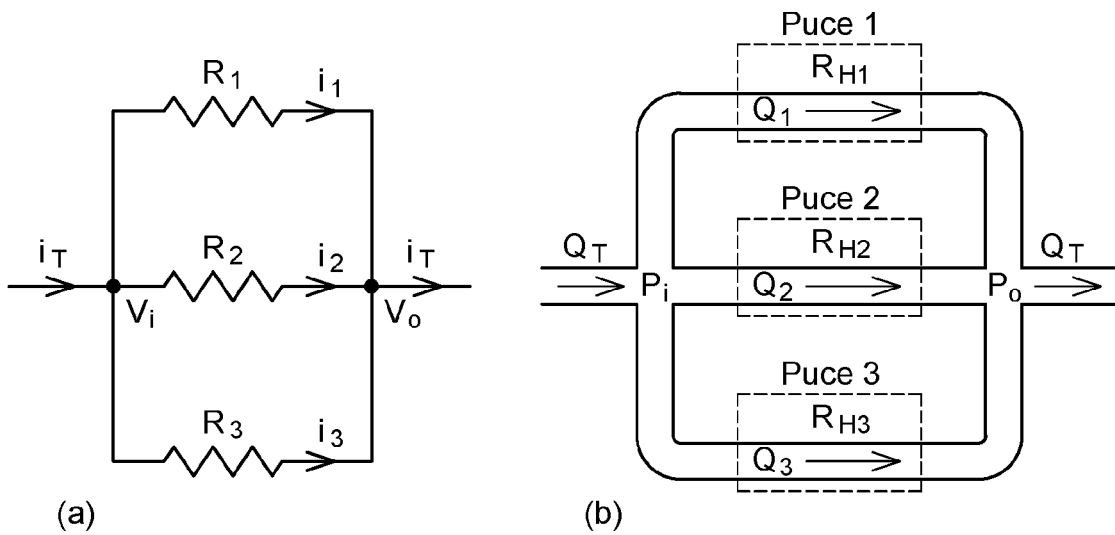 R1 i1
iT R2 i2 iT
Vi Vo
R3 i3
(a)
Puce 1
RH1
Q1
Puce 2
QT RH2 QT
Pi Q2 Po
Puce 3
RH3
Q3
(b)